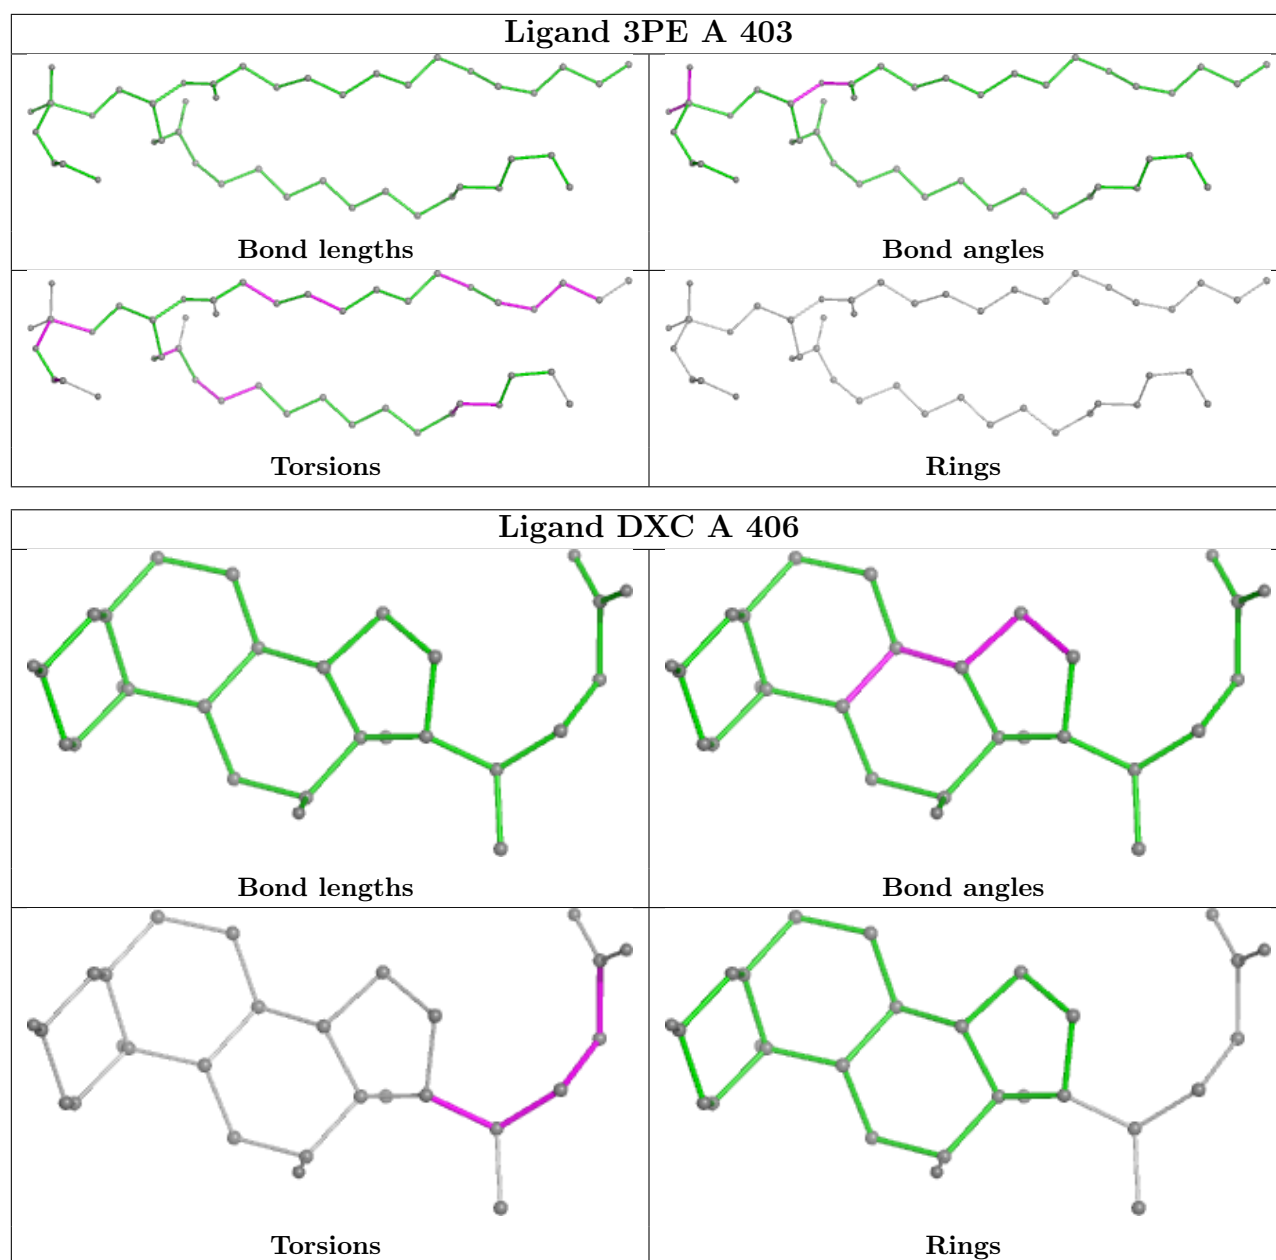 Ligand 3PE A 403
Bond lengths
Bond angles
Torsions
Rings
Ligand DXC A 406
Bond lengths
Bond angles
Torsions
Rings